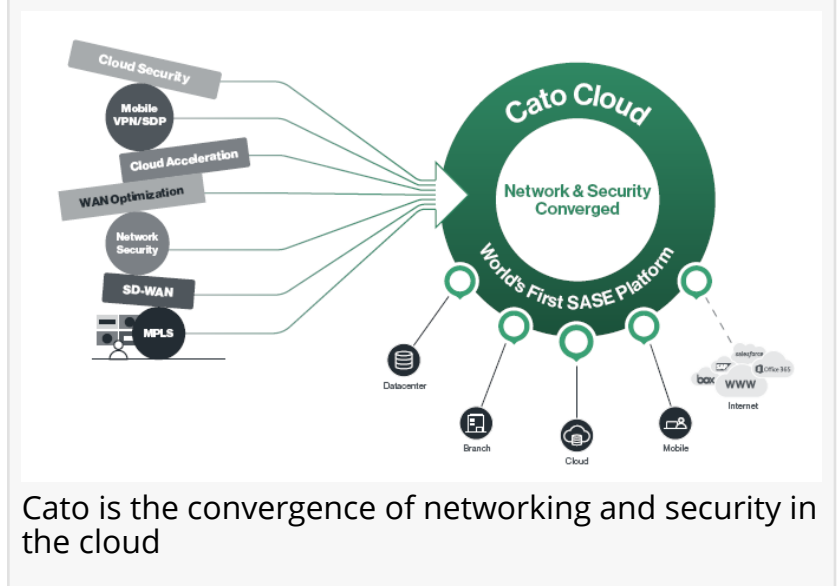 Cloud Security
Mobile
VPN/SDP
Cloud Acceleration
WAN Optimization
Network
Security
SD-WAN
MPLS
Cato Cloud
Network & Security
Converged
World's First SASE Platform
Datacenter
Branch
Cloud
Mobile
salesforce
SAP
Office 365
box
WWW
Internet
Cato is the convergence of networking and security in
the cloud